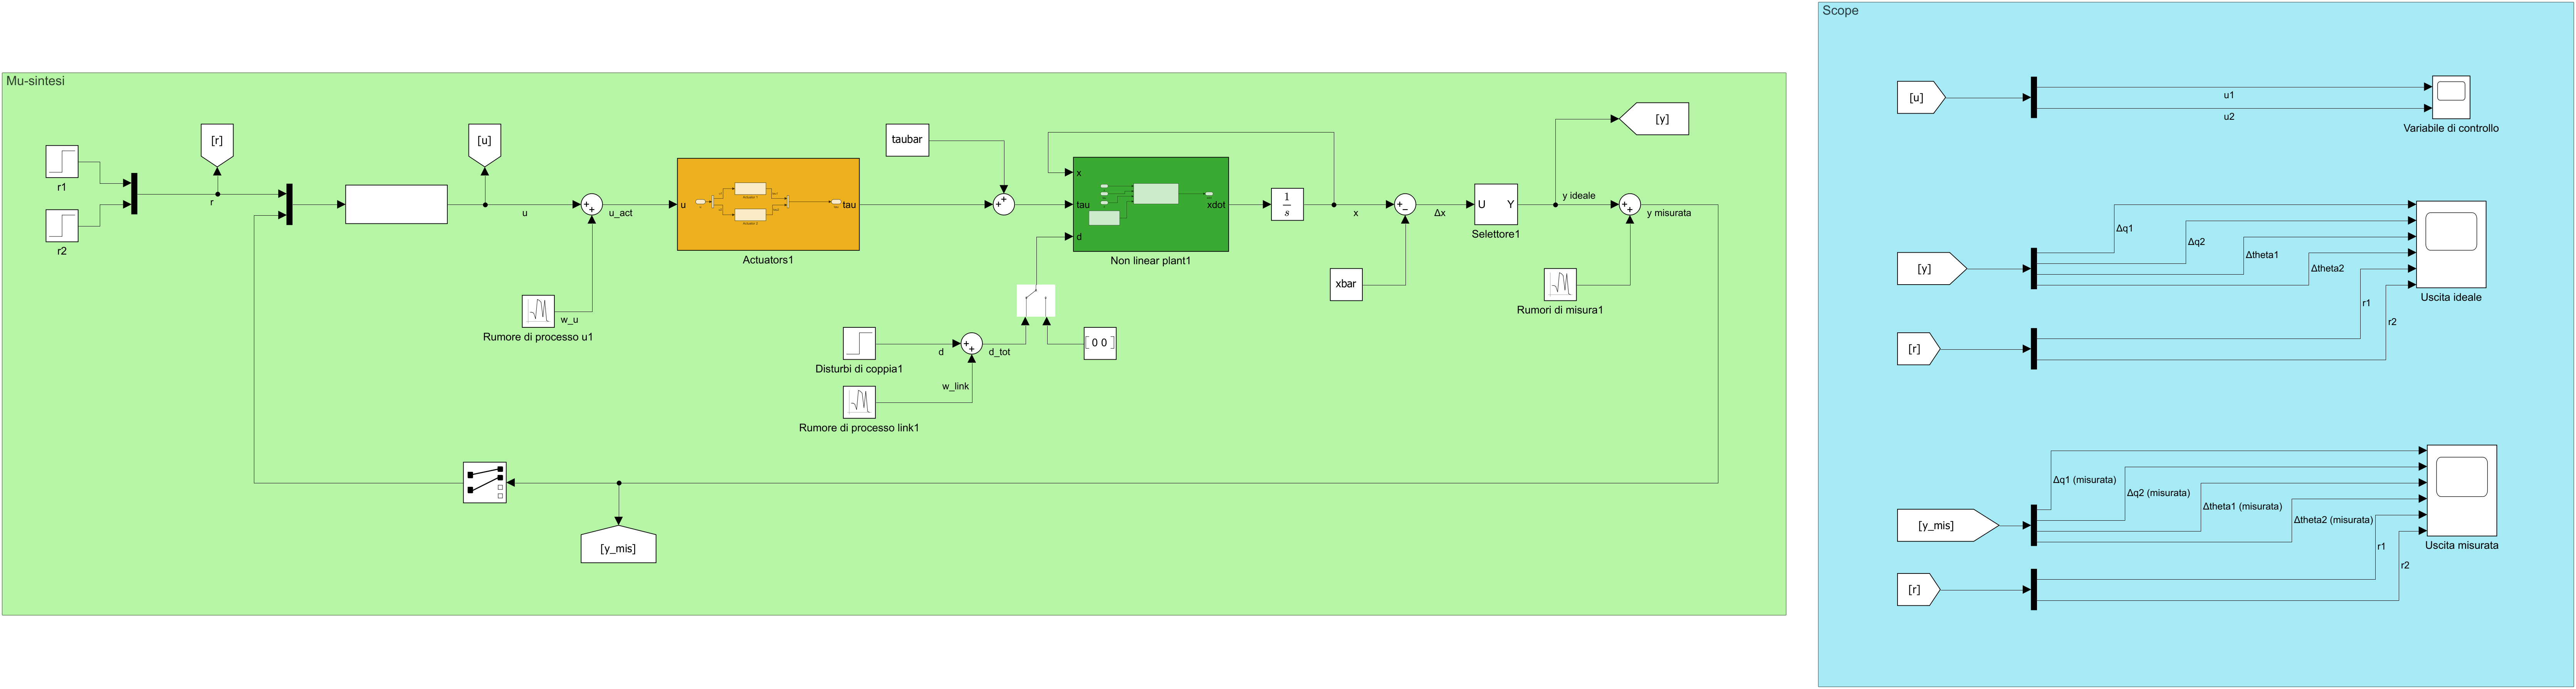 Mu-sintesi
r1
r2
[r]
r
[u]
u
u_act
w_u
Rumore di processo u1
u
tau
Actuators1
taubar
x
tau
d
xdot
Non linear plant1
1
s
x
xbar
Δx
U Y
Selettore1
[y]
y ideale
y misurata
Rumori di misura1
Disturbi di coppia1
d
d_tot
[ 0 0 ]
w_link
Rumore di processo link1
[y_mis]
Scope
[u]
u1
u2
Variabile di controllo
[y]
Δq1
Δq2
Δtheta1
Δtheta2
[r]
r1
r2
Uscita ideale
[y_mis]
Δq1 (misurata)
Δq2 (misurata)
Δtheta1 (misurata)
Δtheta2 (misurata)
[r]
r1
r2
Uscita misurata